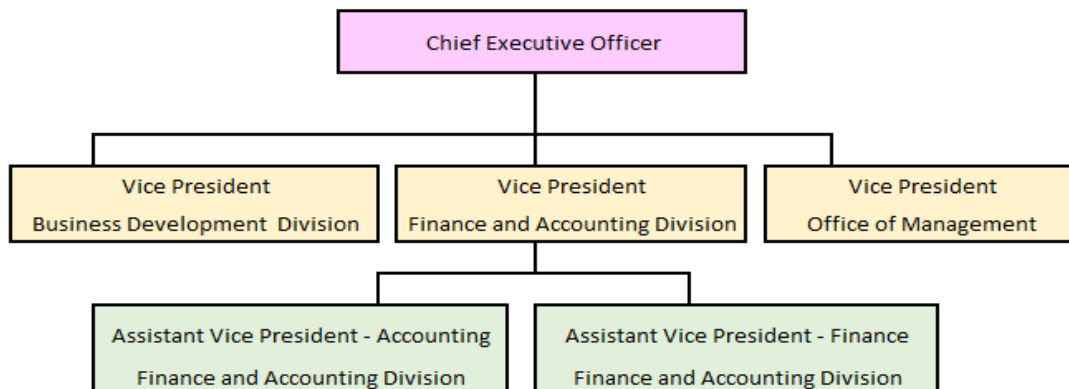 Chief Executive Officer
Vice President
Business Development Division
Vice President
Finance and Accounting Division
Vice President
Office of Management
Assistant Vice President - Accounting
Finance and Accounting Division
Assistant Vice President - Finance
Finance and Accounting Division